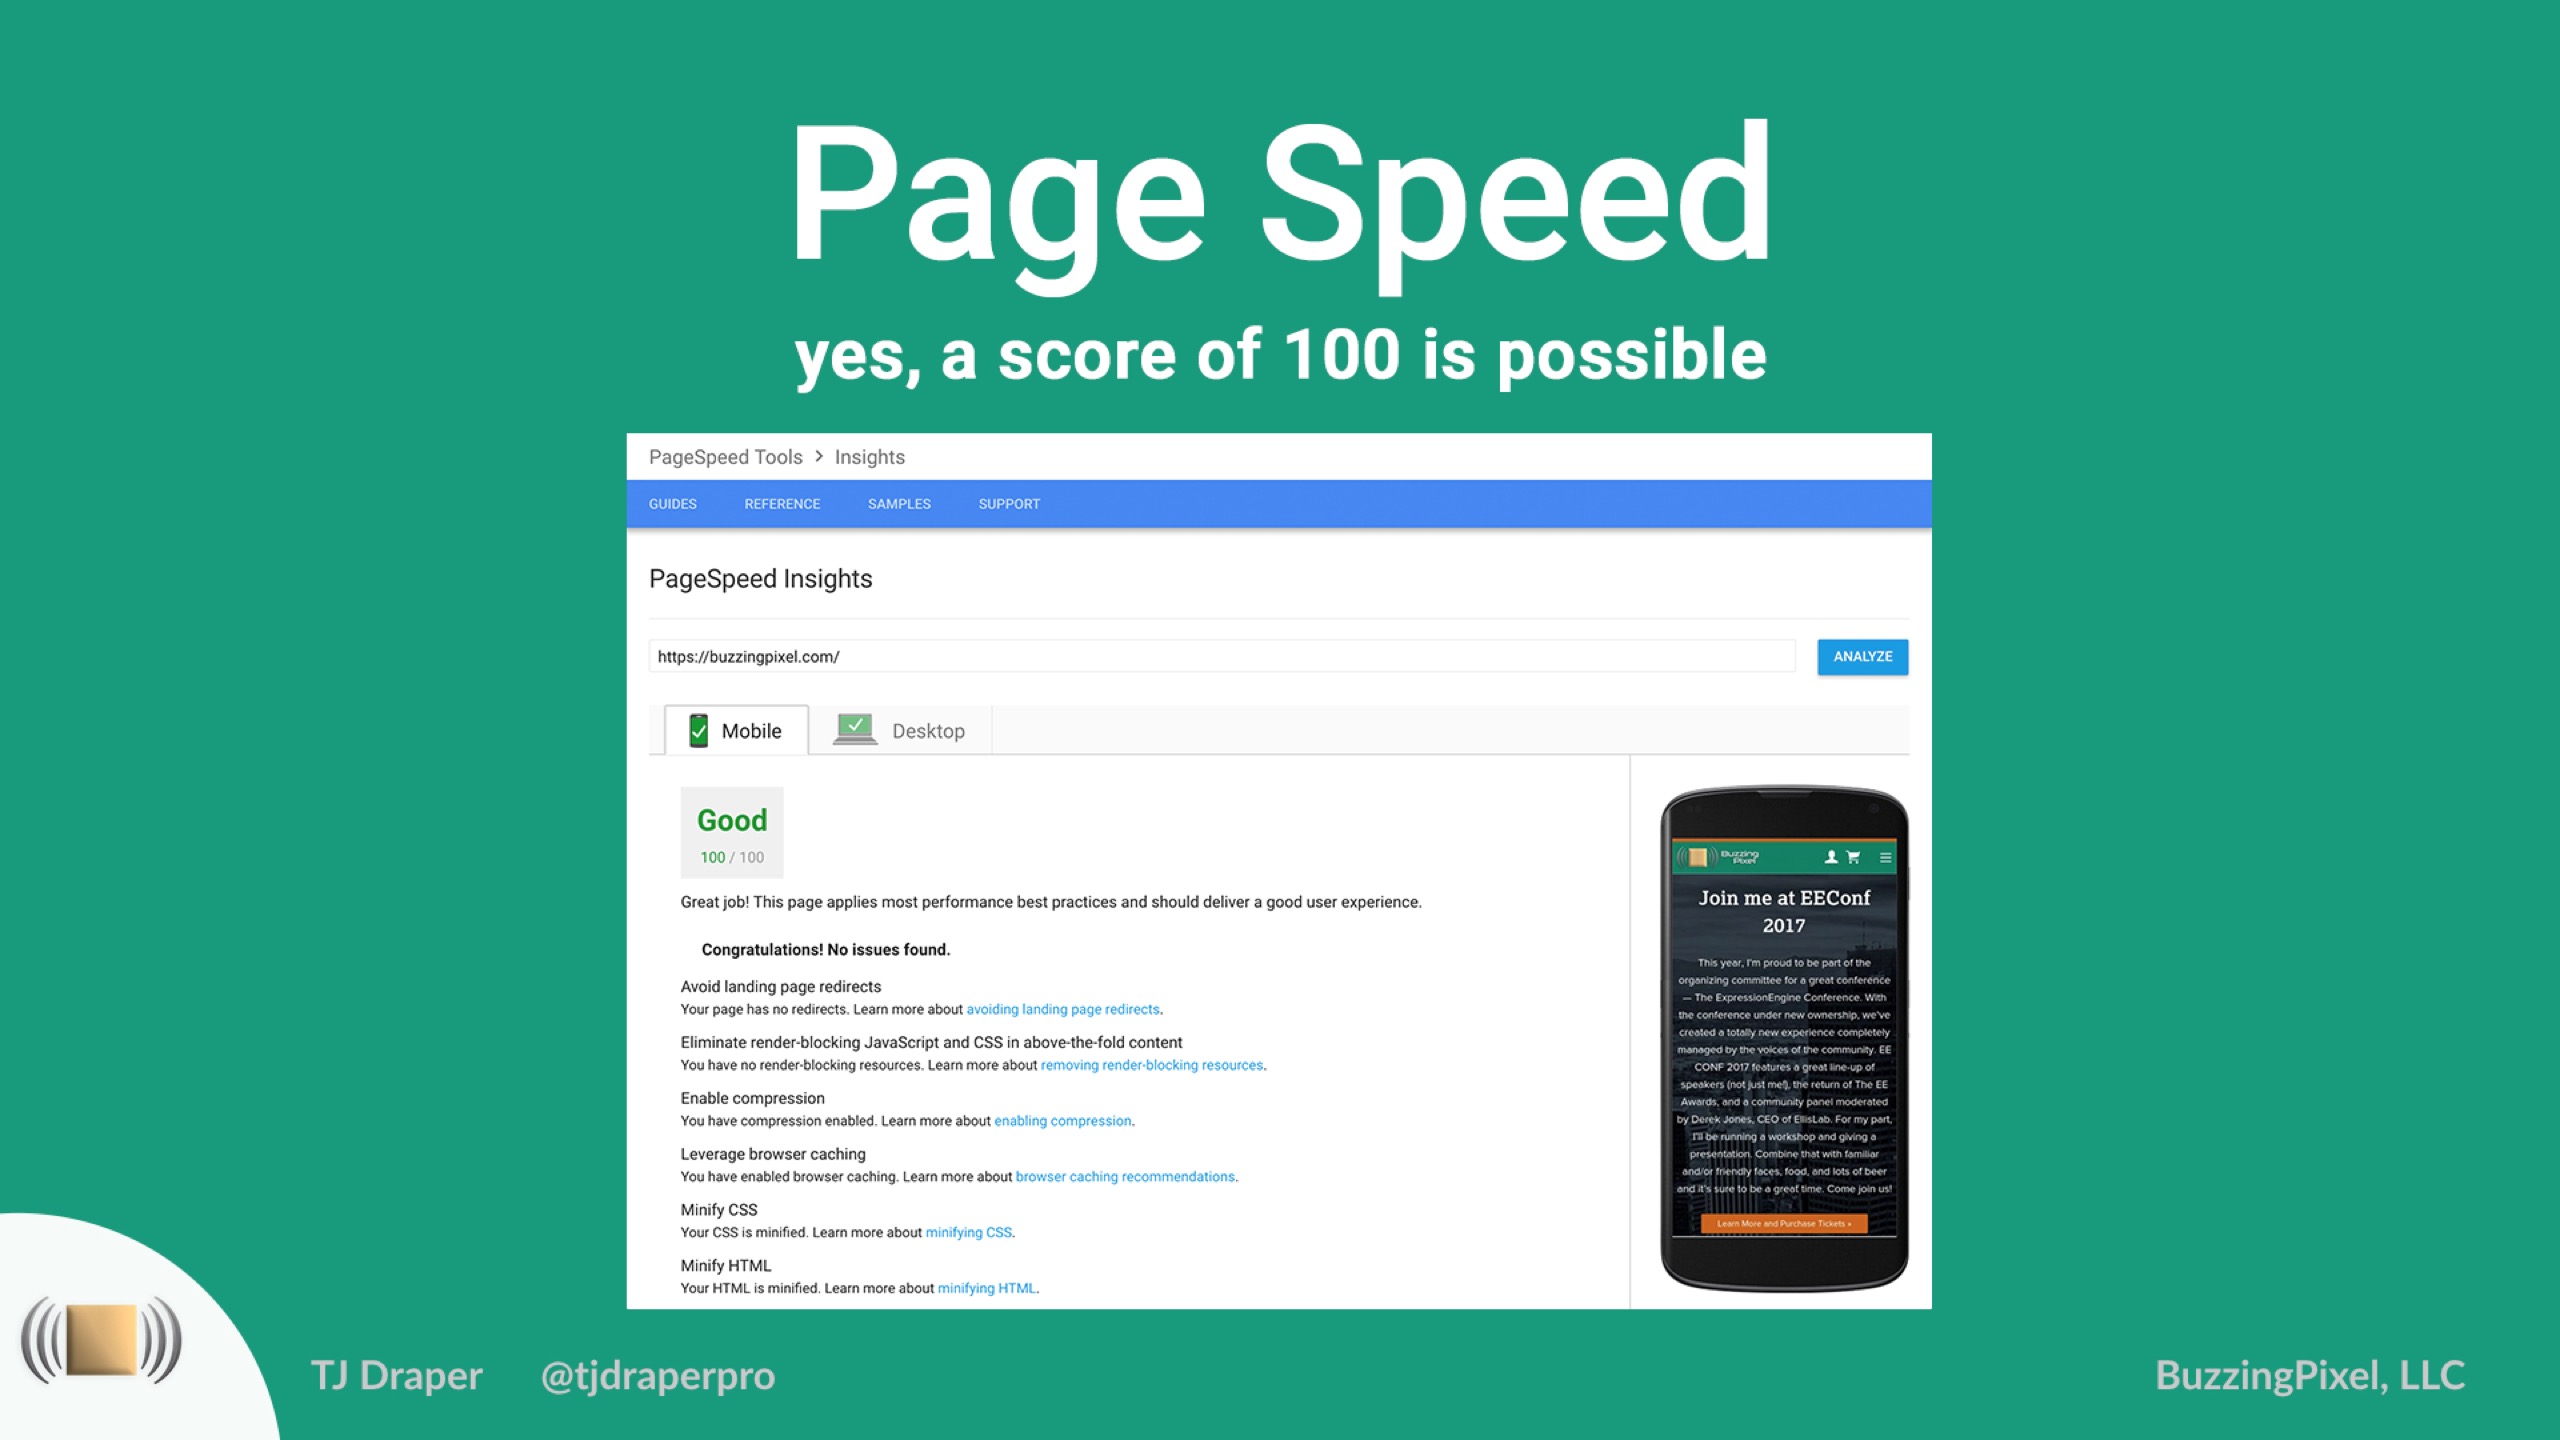 Page Speed
yes, a score of 100 is possible
PageSpeed Tools > Insights
GUIDES REFERENCE SAMPLES SUPPORT
PageSpeed Insights
https://buzzingpixel.com/ ANALYZE
Mobile Desktop
Good
100 / 100
Great job! This page applies most performance best practices and should deliver a good user experience.
Congratulations! No issues found.
Avoid landing page redirects
Your page has no redirects. Learn more about avoiding landing page redirects.
Eliminate render-blocking JavaScript and CSS in above-the-fold content
You have no render-blocking resources. Learn more about removing render-blocking resources.
Enable compression
You have compression enabled. Learn more about enabling compression.
Leverage browser caching
You have enabled browser caching. Learn more about browser caching recommendations.
Minify CSS
Your CSS is minified. Learn more about minifying CSS.
Minify HTML
Your HTML is minified. Learn more about minifying HTML.
Buzzing
Pixel
Join me at EEConf
2017
This year, I'm proud to be part of the
organizing committee for a great conference
— The ExpressionEngine Conference. With
the conference under new ownership, we've
created a totally new experience completely
managed by the voices of the community. EE
CONF 2017 features a great line-up of
speakers (not just me!), the return of The EE
Awards, and a community panel moderated
by Derek Jones, CEO of EllisLab. For my part,
I'll be running a workshop and giving a
presentation. Combine that with familiar
and/or friendly faces, food, and lots of beer
and it's sure to be a great time. Come join us!
Learn More and Purchase Tickets »
TJ Draper @tjdraperpro BuzzingPixel, LLC